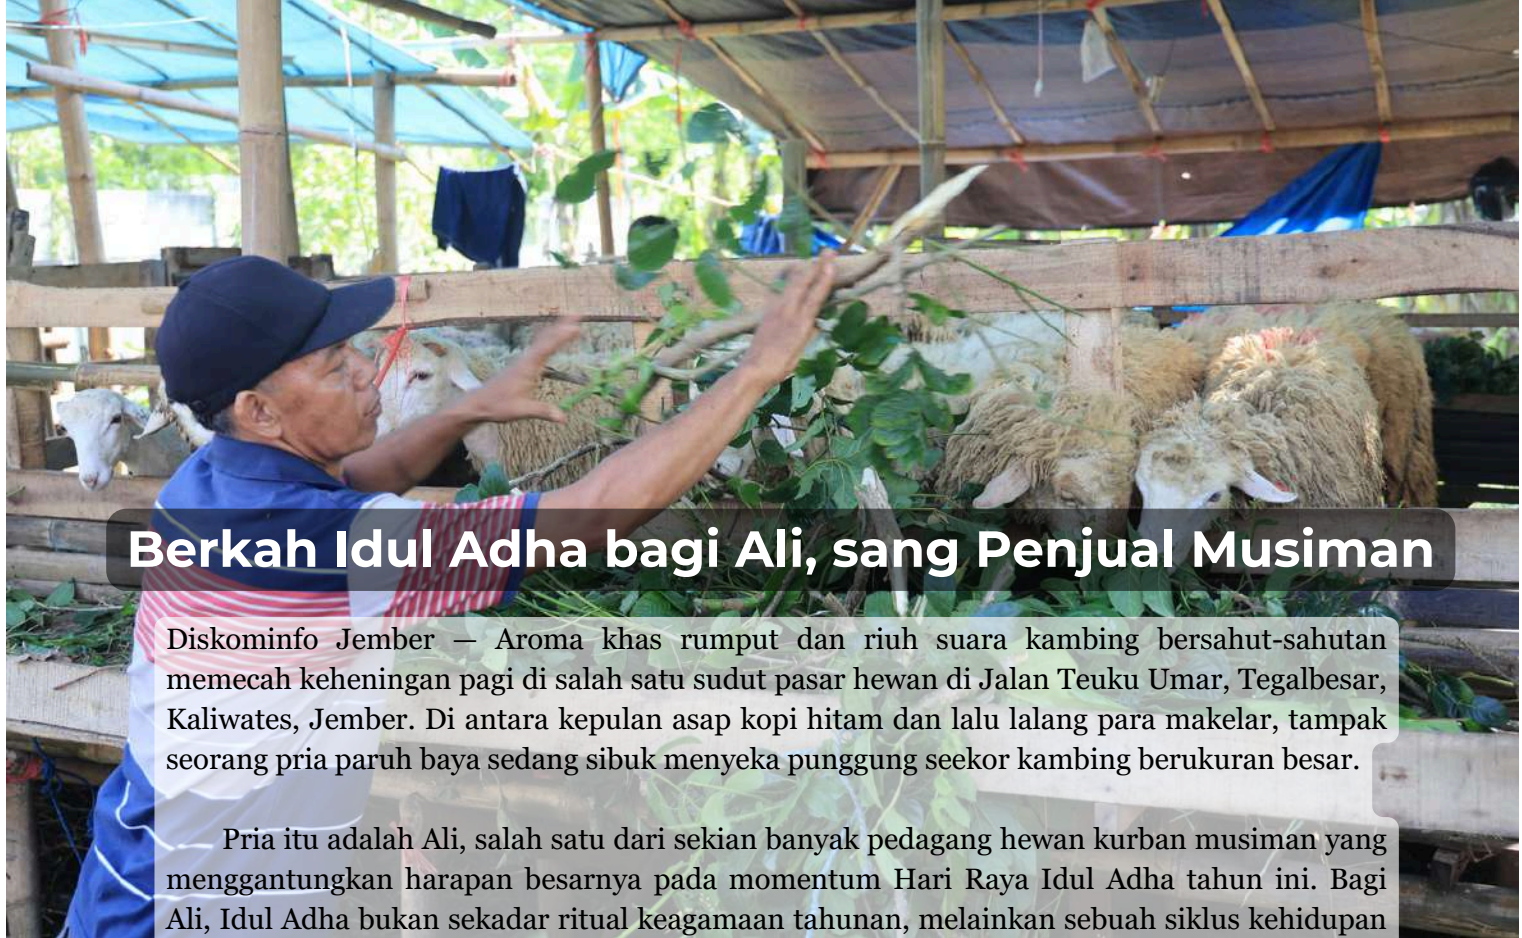 Berkah Idul Adha bagi Ali, sang Penjual Musiman
Diskominfo Jember — Aroma khas rumput dan riuh suara kambing bersahut-sahutan
memecah keheningan pagi di salah satu sudut pasar hewan di Jalan Teuku Umar, Tegalbesar,
Kaliwates, Jember. Di antara kepulan asap kopi hitam dan lalu lalang para makelar, tampak
seorang pria paruh baya sedang sibuk menyeka punggung seekor kambing berukuran besar.
Pria itu adalah Ali, salah satu dari sekian banyak pedagang hewan kurban musiman yang
menggantungkan harapan besarnya pada momentum Hari Raya Idul Adha tahun ini. Bagi
Ali, Idul Adha bukan sekadar ritual keagamaan tahunan, melainkan sebuah siklus kehidupan